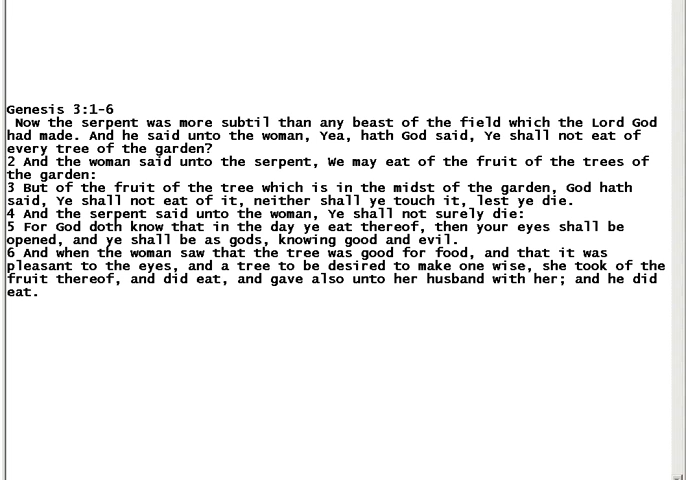 Genesis 3:1-6
Now the serpent was more subtil than any beast of the field which the Lord God
had made. And he said unto the woman, Yea, hath God said, Ye shall not eat of
every tree of the garden?
2 And the woman said unto the serpent, We may eat of the fruit of the trees of
the garden:
3 But of the fruit of the tree which is in the midst of the garden, God hath
said, Ye shall not eat of it, neither shall ye touch it, lest ye die.
4 And the serpent said unto the woman, Ye shall not surely die:
5 For God doth know that in the day ye eat thereof, then your eyes shall be
opened, and ye shall be as gods, knowing good and evil.
6 And when the woman saw that the tree was good for food, and that it was
pleasant to the eyes, and a tree to be desired to make one wise, she took of the
fruit thereof, and did eat, and gave also unto her husband with her; and he did
eat.